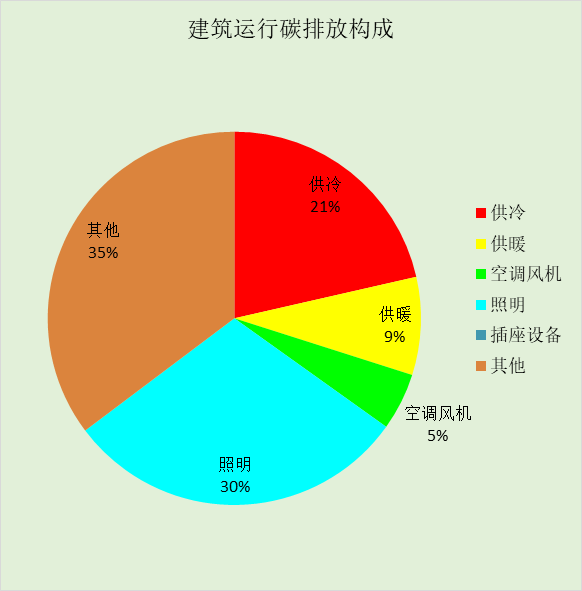 建筑运行碳排放构成
供冷
21%
其他
35%
供暖
9%
空调风机
5%
照明
30%
供冷
供暖
空调风机
照明
插座设备
其他